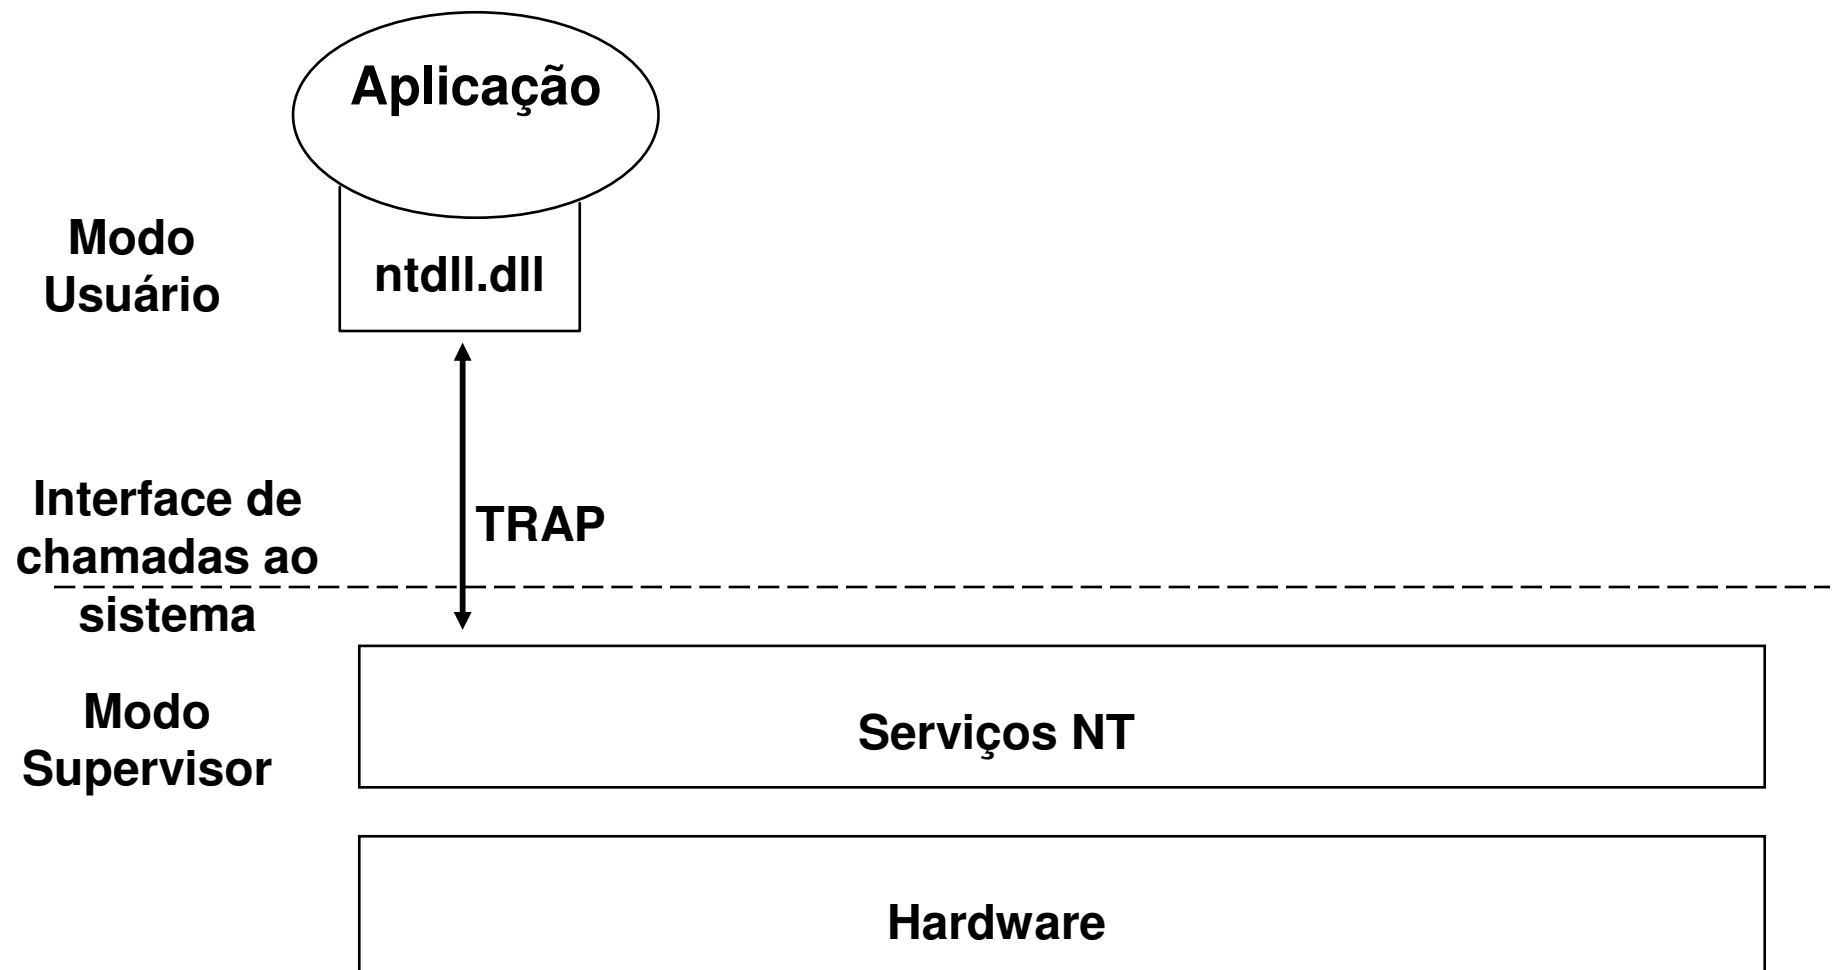 Aplicação
Modo
Usuário
ntdll.dll
Interface de
chamadas ao
sistema
TRAP
Modo
Supervisor
Serviços NT
Hardware